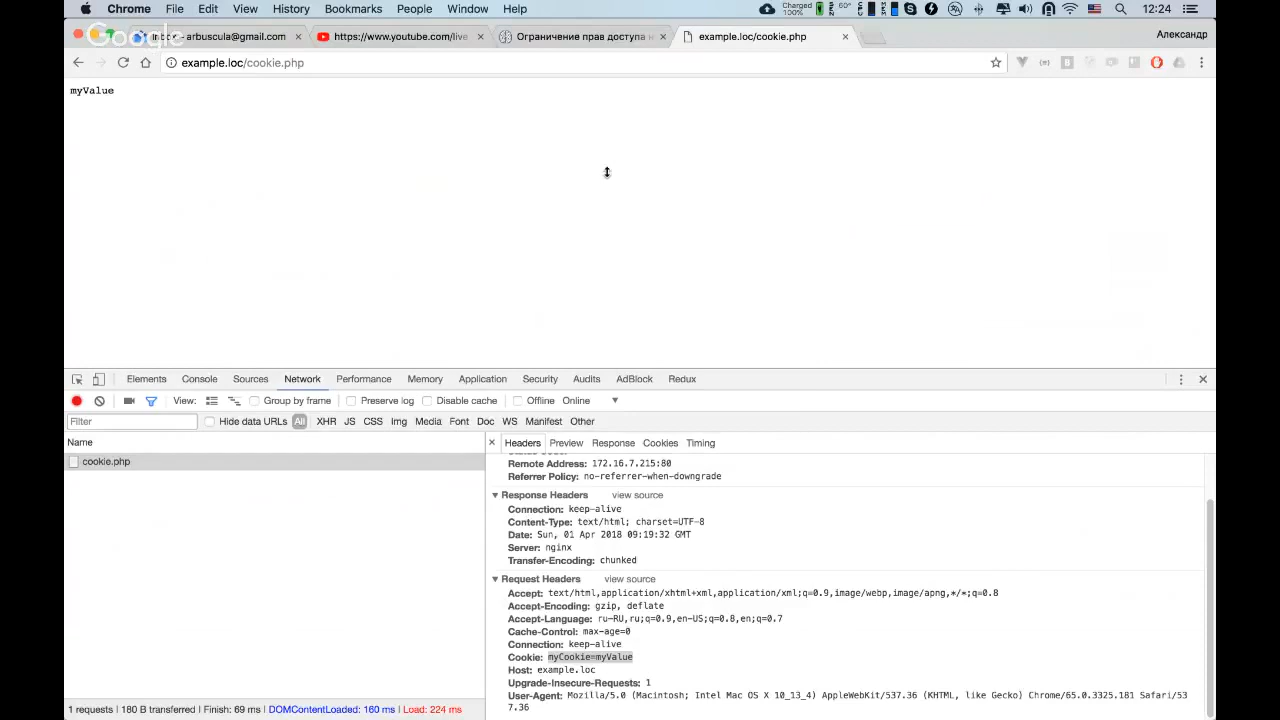 Chrome File Edit View History Bookmarks People Window Help Charged 100% 60° 12:24
Google
Inbox - arbuscula@gmail.com https://www.youtube.com/live Ограничение прав доступа н example.loc/cookie.php Александр
example.loc/cookie.php
myValue
Elements Console Sources Network Performance Memory Application Security Audits AdBlock Redux
View: Group by frame Preserve log Disable cache Offline Online
Filter Hide data URLs All XHR JS CSS Img Media Font Doc WS Manifest Other
Name
Headers Preview Response Cookies Timing
cookie.php
Remote Address: 172.16.7.215:80
Referrer Policy: no-referrer-when-downgrade
Response Headers view source
Connection: keep-alive
Content-Type: text/html; charset=UTF-8
Date: Sun, 01 Apr 2018 09:19:32 GMT
Server: nginx
Transfer-Encoding: chunked
Request Headers view source
Accept: text/html,application/xhtml+xml,application/xml;q=0.9,image/webp,image/apng,*/*;q=0.8
Accept-Encoding: gzip, deflate
Accept-Language: ru-RU,ru;q=0.9,en-US;q=0.8,en;q=0.7
Cache-Control: max-age=0
Connection: keep-alive
Cookie: myCookie=myValue
Host: example.loc
Upgrade-Insecure-Requests: 1
User-Agent: Mozilla/5.0 (Macintosh; Intel Mac OS X 10_13_4) AppleWebKit/537.36 (KHTML, like Gecko) Chrome/65.0.3325.181 Safari/53
7.36
1 requests | 180 B transferred | Finish: 69 ms | DOMContentLoaded: 160 ms | Load: 224 ms